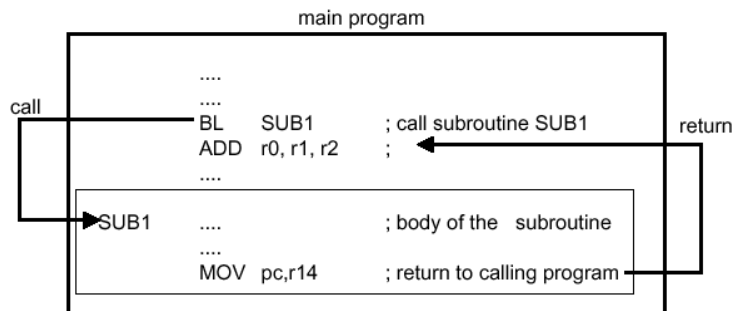 main program
....
....
call
BL SUB1 ; call subroutine SUB1
return
ADD r0, r1, r2 ;
....
SUB1 .... ; body of the subroutine
....
MOV pc,r14 ; return to calling program